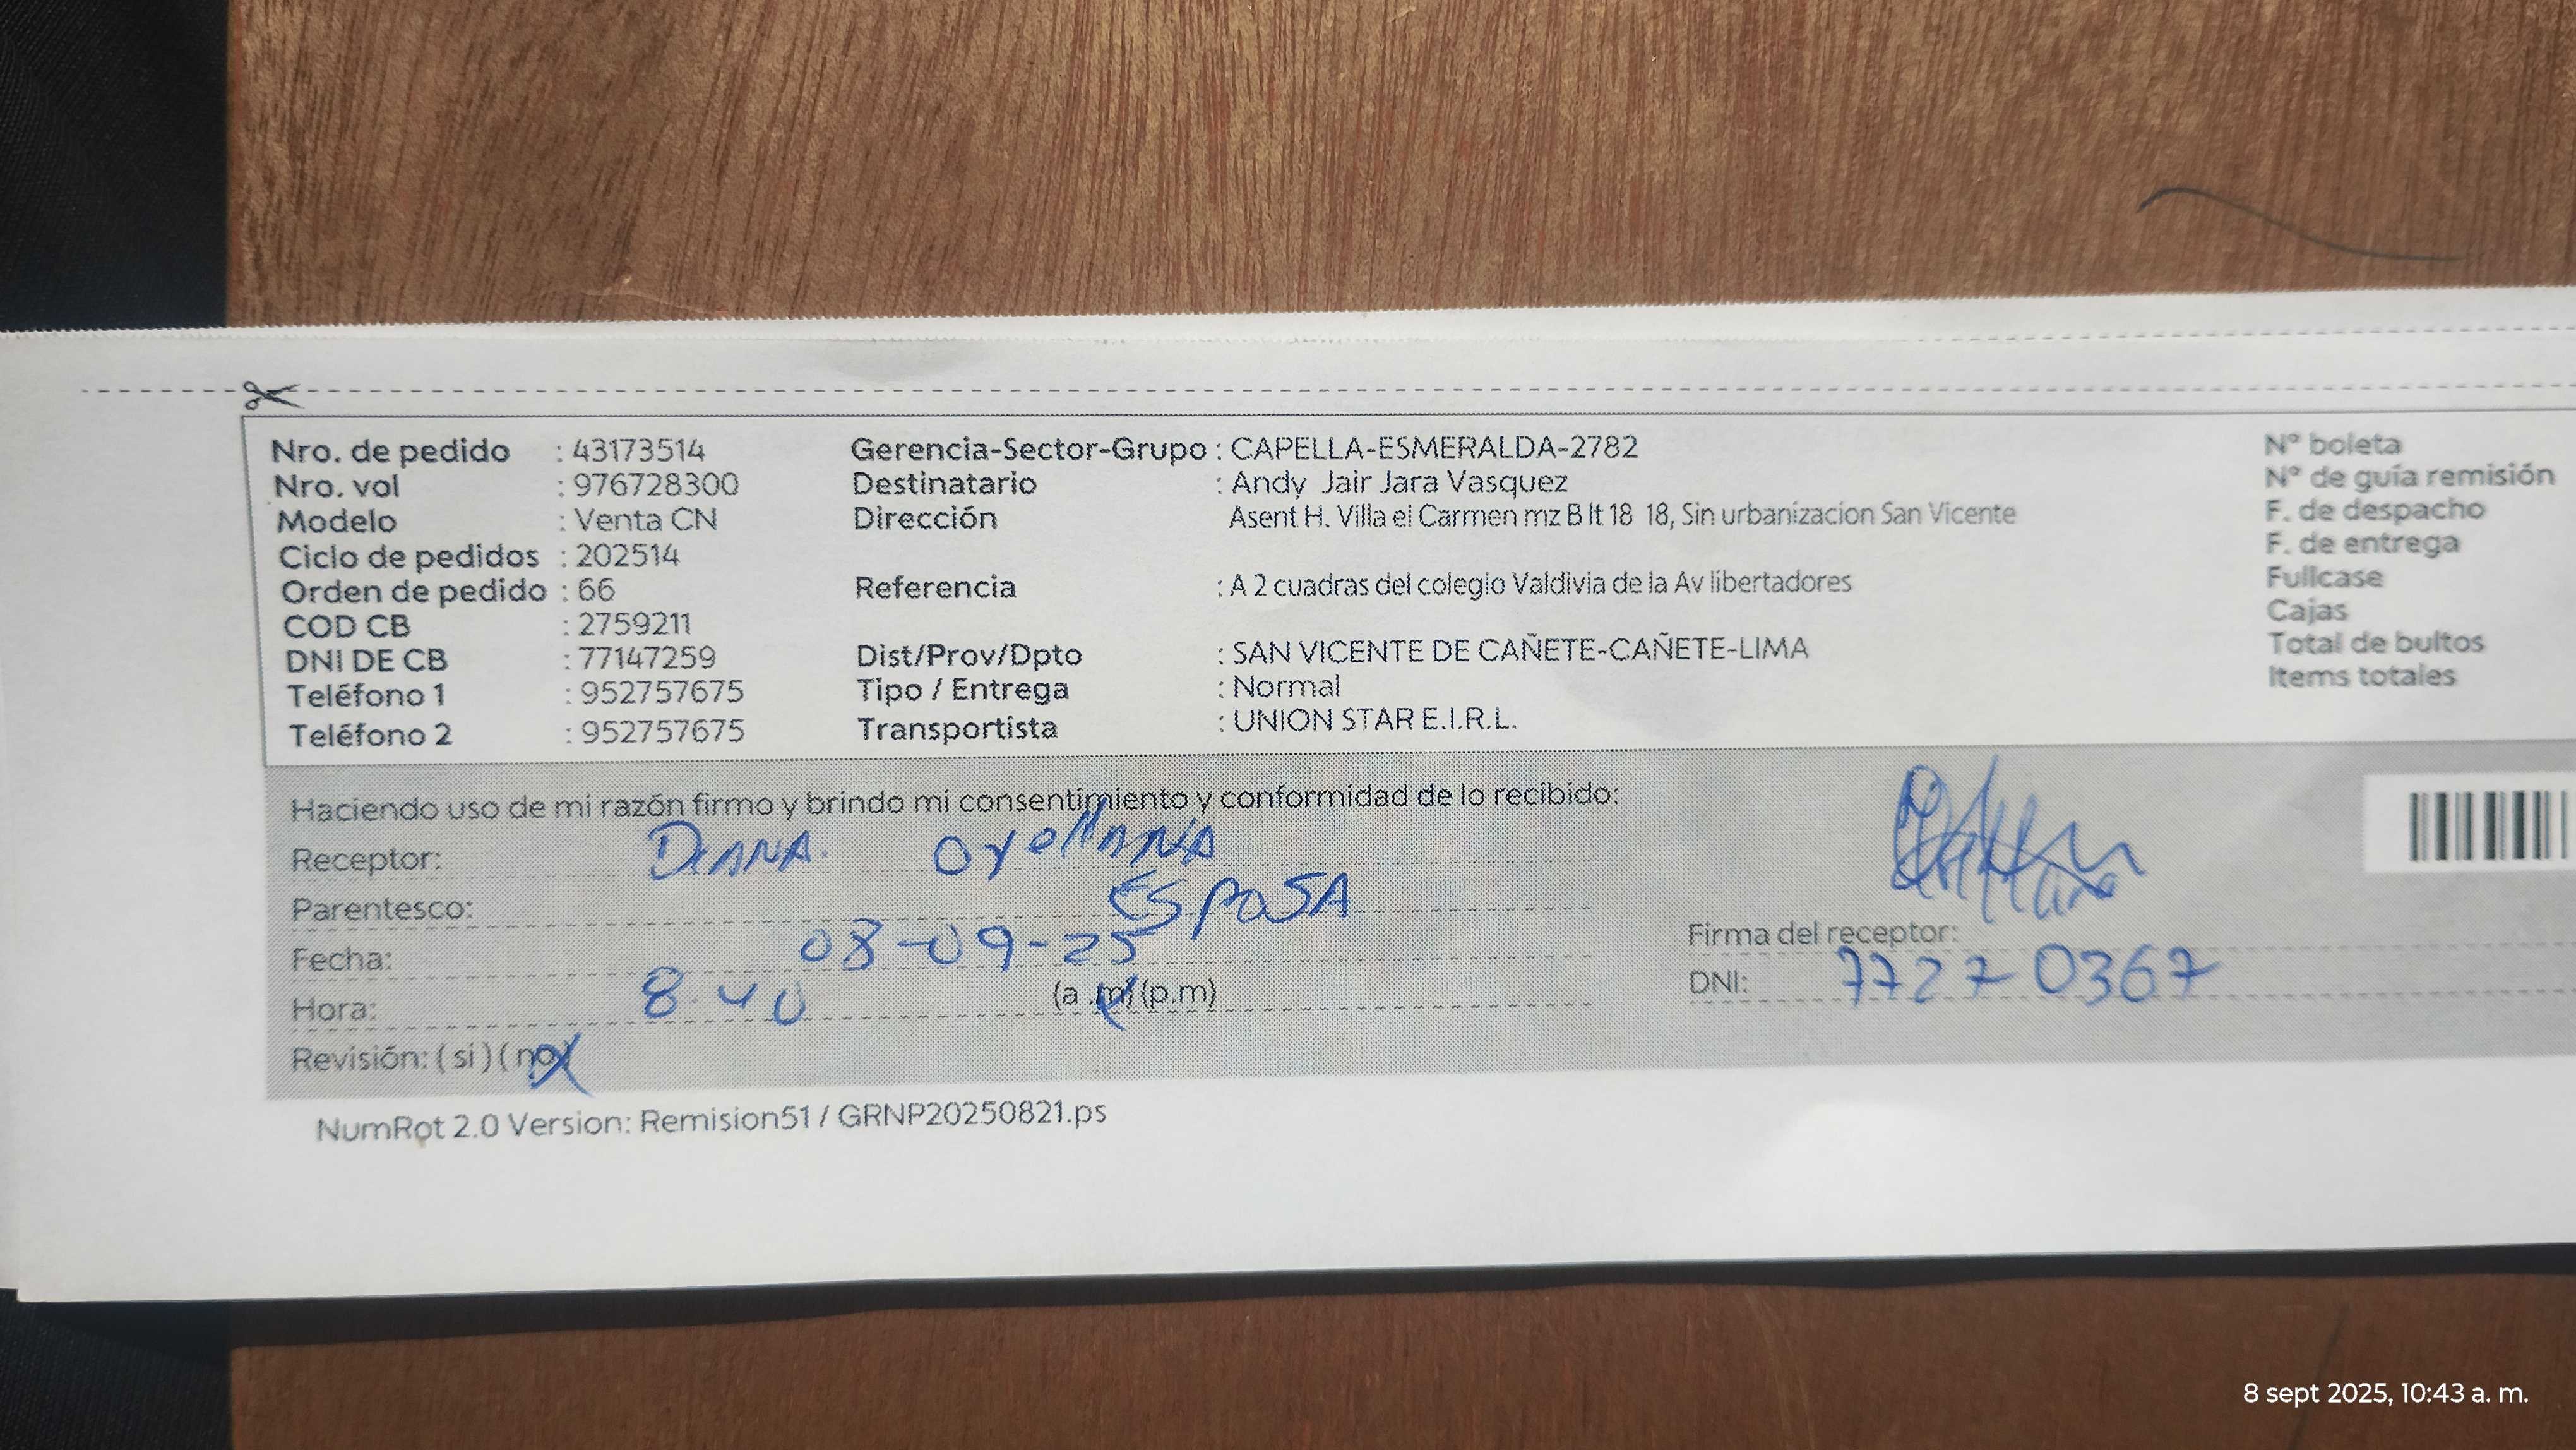 Nro. de pedido : 43173514 Gerencia-Sector-Grupo : CAPELLA-ESMERALDA-2782 N° boleta
Nro. vol : 976728300 Destinatario : Andy Jair Jara Vasquez N° de guía remisión
Modelo : Venta CN Dirección Asent H. Villa el Carmen mz B lt 18 18, Sin urbanizacion San Vicente F. de despacho
Ciclo de pedidos : 202514 F. de entrega
Orden de pedido : 66 Referencia : A 2 cuadras del colegio Valdivia de la Av libertadores Fullcase
COD CB : 2759211 Cajas
DNI DE CB : 77147259 Dist/Prov/Dpto : SAN VICENTE DE CAÑETE-CAÑETE-LIMA Total de bultos
Teléfono 1 : 952757675 Tipo / Entrega : Normal Items totales
Teléfono 2 : 952757675 Transportista : UNION STAR E.I.R.L.
Haciendo uso de mi razón firmo y brindo mi consentimiento y conformidad de lo recibido:
Receptor: DIANA Orellana
Parentesco: ESPOSA
Fecha: 08-09-25 Firma del receptor:
Hora: 8.40 (a.m) (p.m) DNI: 77270367
Revisión: ( si ) ( no )
NumRot 2.0 Version: Remision51 / GRNP20250821.ps
8 sept 2025, 10:43 a. m.